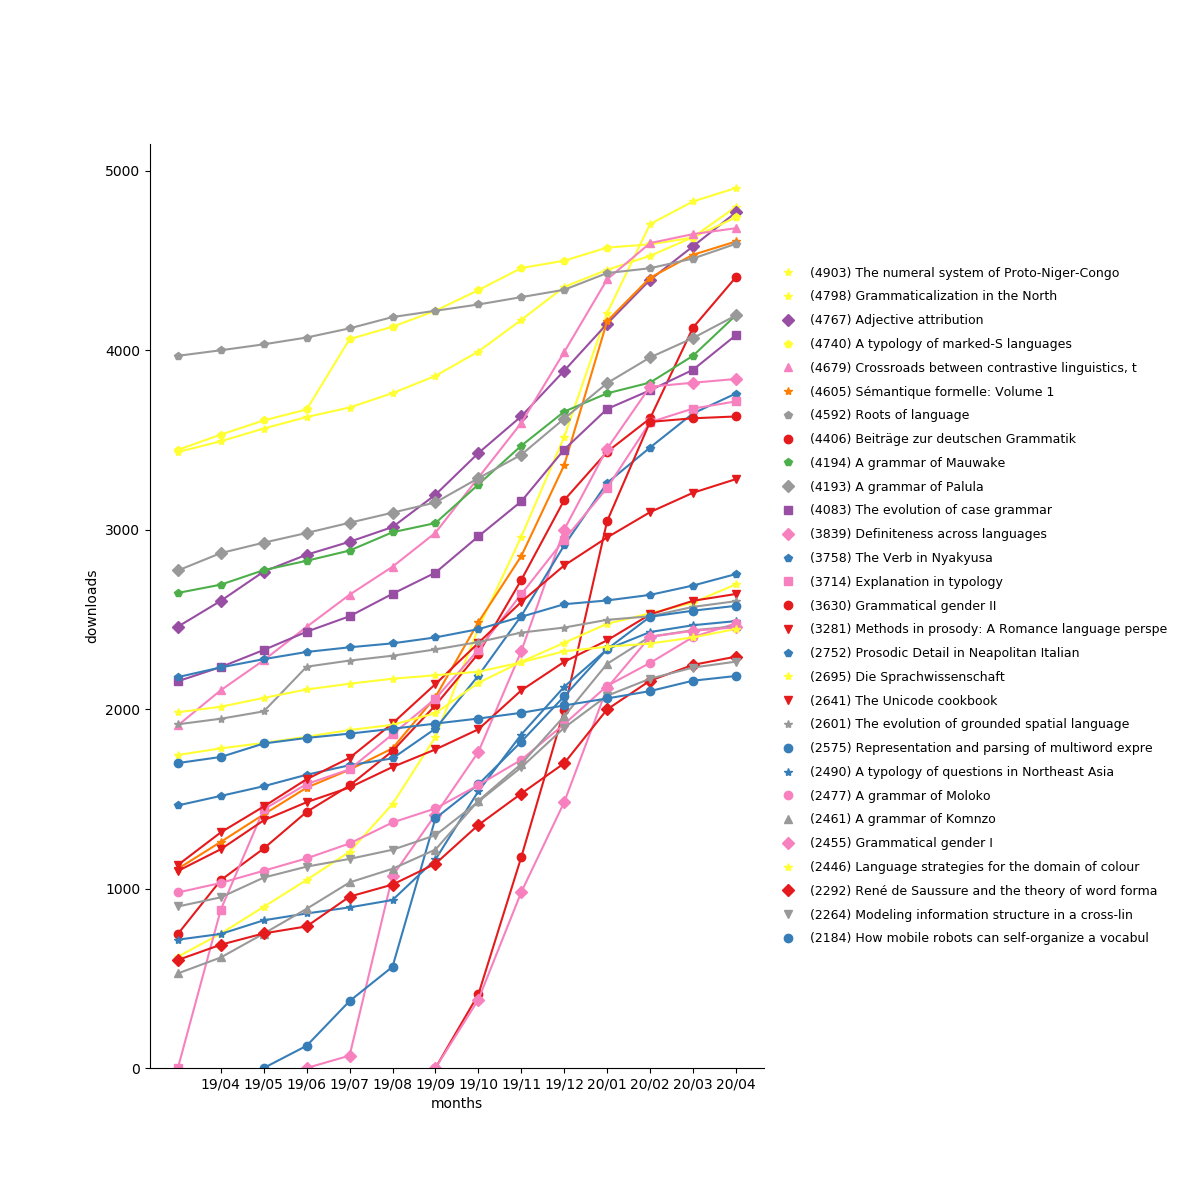 5000
4000
3000
2000
1000
0
downloads
19/04 19/05 19/06 19/07 19/08 19/09 19/10 19/11 19/12 20/01 20/02 20/03 20/04
months
(4903) The numeral system of Proto-Niger-Congo
(4798) Grammaticalization in the North
(4767) Adjective attribution
(4740) A typology of marked-S languages
(4679) Crossroads between contrastive linguistics, t
(4605) Sémantique formelle: Volume 1
(4592) Roots of language
(4406) Beiträge zur deutschen Grammatik
(4194) A grammar of Mauwake
(4193) A grammar of Palula
(4083) The evolution of case grammar
(3839) Definiteness across languages
(3758) The Verb in Nyakyusa
(3714) Explanation in typology
(3630) Grammatical gender II
(3281) Methods in prosody: A Romance language perspe
(2752) Prosodic Detail in Neapolitan Italian
(2695) Die Sprachwissenschaft
(2641) The Unicode cookbook
(2601) The evolution of grounded spatial language
(2575) Representation and parsing of multiword expre
(2490) A typology of questions in Northeast Asia
(2477) A grammar of Moloko
(2461) A grammar of Komnzo
(2455) Grammatical gender I
(2446) Language strategies for the domain of colour
(2292) René de Saussure and the theory of word forma
(2264) Modeling information structure in a cross-lin
(2184) How mobile robots can self-organize a vocabul